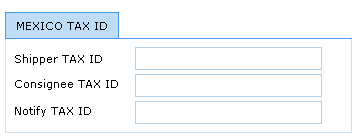 MEXICO TAX ID
Shipper TAX ID
Consignee TAX ID
Notify TAX ID